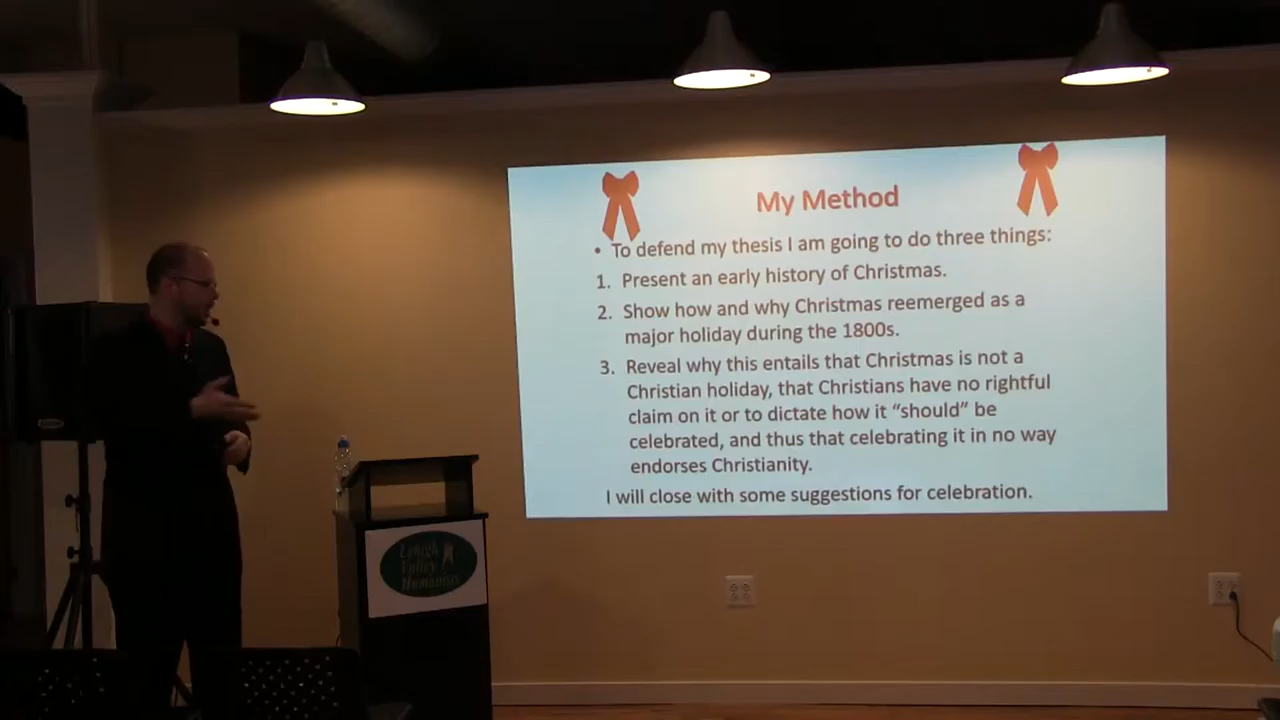 My Method
• To defend my thesis I am going to do three things:
1. Present an early history of Christmas.
2. Show how and why Christmas reemerged as a
major holiday during the 1800s.
3. Reveal why this entails that Christmas is not a
Christian holiday, that Christians have no rightful
claim on it or to dictate how it “should” be
celebrated, and thus that celebrating it in no way
endorses Christianity.
I will close with some suggestions for celebration.
Lehigh
Valley
Humanists